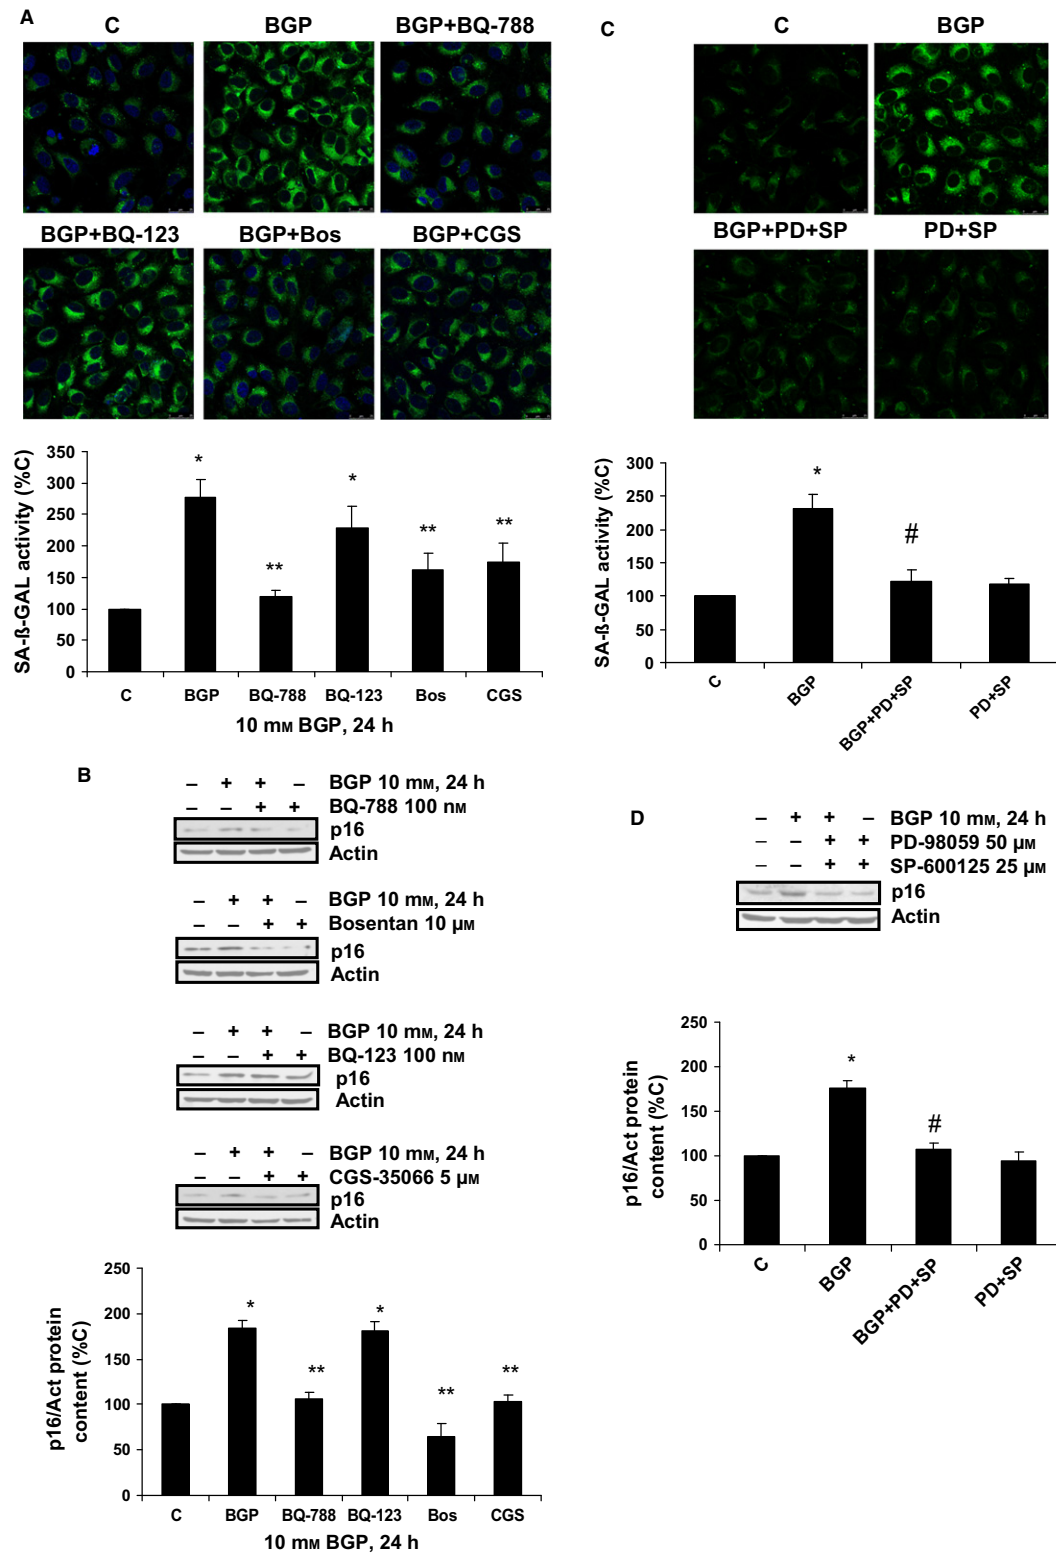 A
C BGP BGP+BQ-788
BGP+BQ-123 BGP+Bos BGP+CGS
SA-ß-GAL activity (%C)
350
300
250
200
150
100
50
0
* ** * ** **
C BGP BQ-788 BQ-123 Bos CGS
10 mM BGP, 24 h
B
– + + – BGP 10 mM, 24 h
– – + + BQ-788 100 nM
p16
Actin
– + + – BGP 10 mM, 24 h
– – + + Bosentan 10 µM
p16
Actin
– + + – BGP 10 mM, 24 h
– – + + BQ-123 100 nM
p16
Actin
– + + – BGP 10 mM, 24 h
– – + + CGS-35066 5 µM
p16
Actin
p16/Act protein
content (%C)
250
200
150
100
50
0
* ** * ** **
C BGP BQ-788 BQ-123 Bos CGS
10 mM BGP, 24 h
C
C BGP
BGP+PD+SP PD+SP
SA-ß-GAL activity (%C)
300
250
200
150
100
50
0
* #
C BGP BGP+PD+SP PD+SP
D
– + + – BGP 10 mM, 24 h
– – + + PD-98059 50 µM
– – + + SP-600125 25 µM
p16
Actin
p16/Act protein
content (%C)
250
200
150
100
50
0
* #
C BGP BGP+PD+SP PD+SP